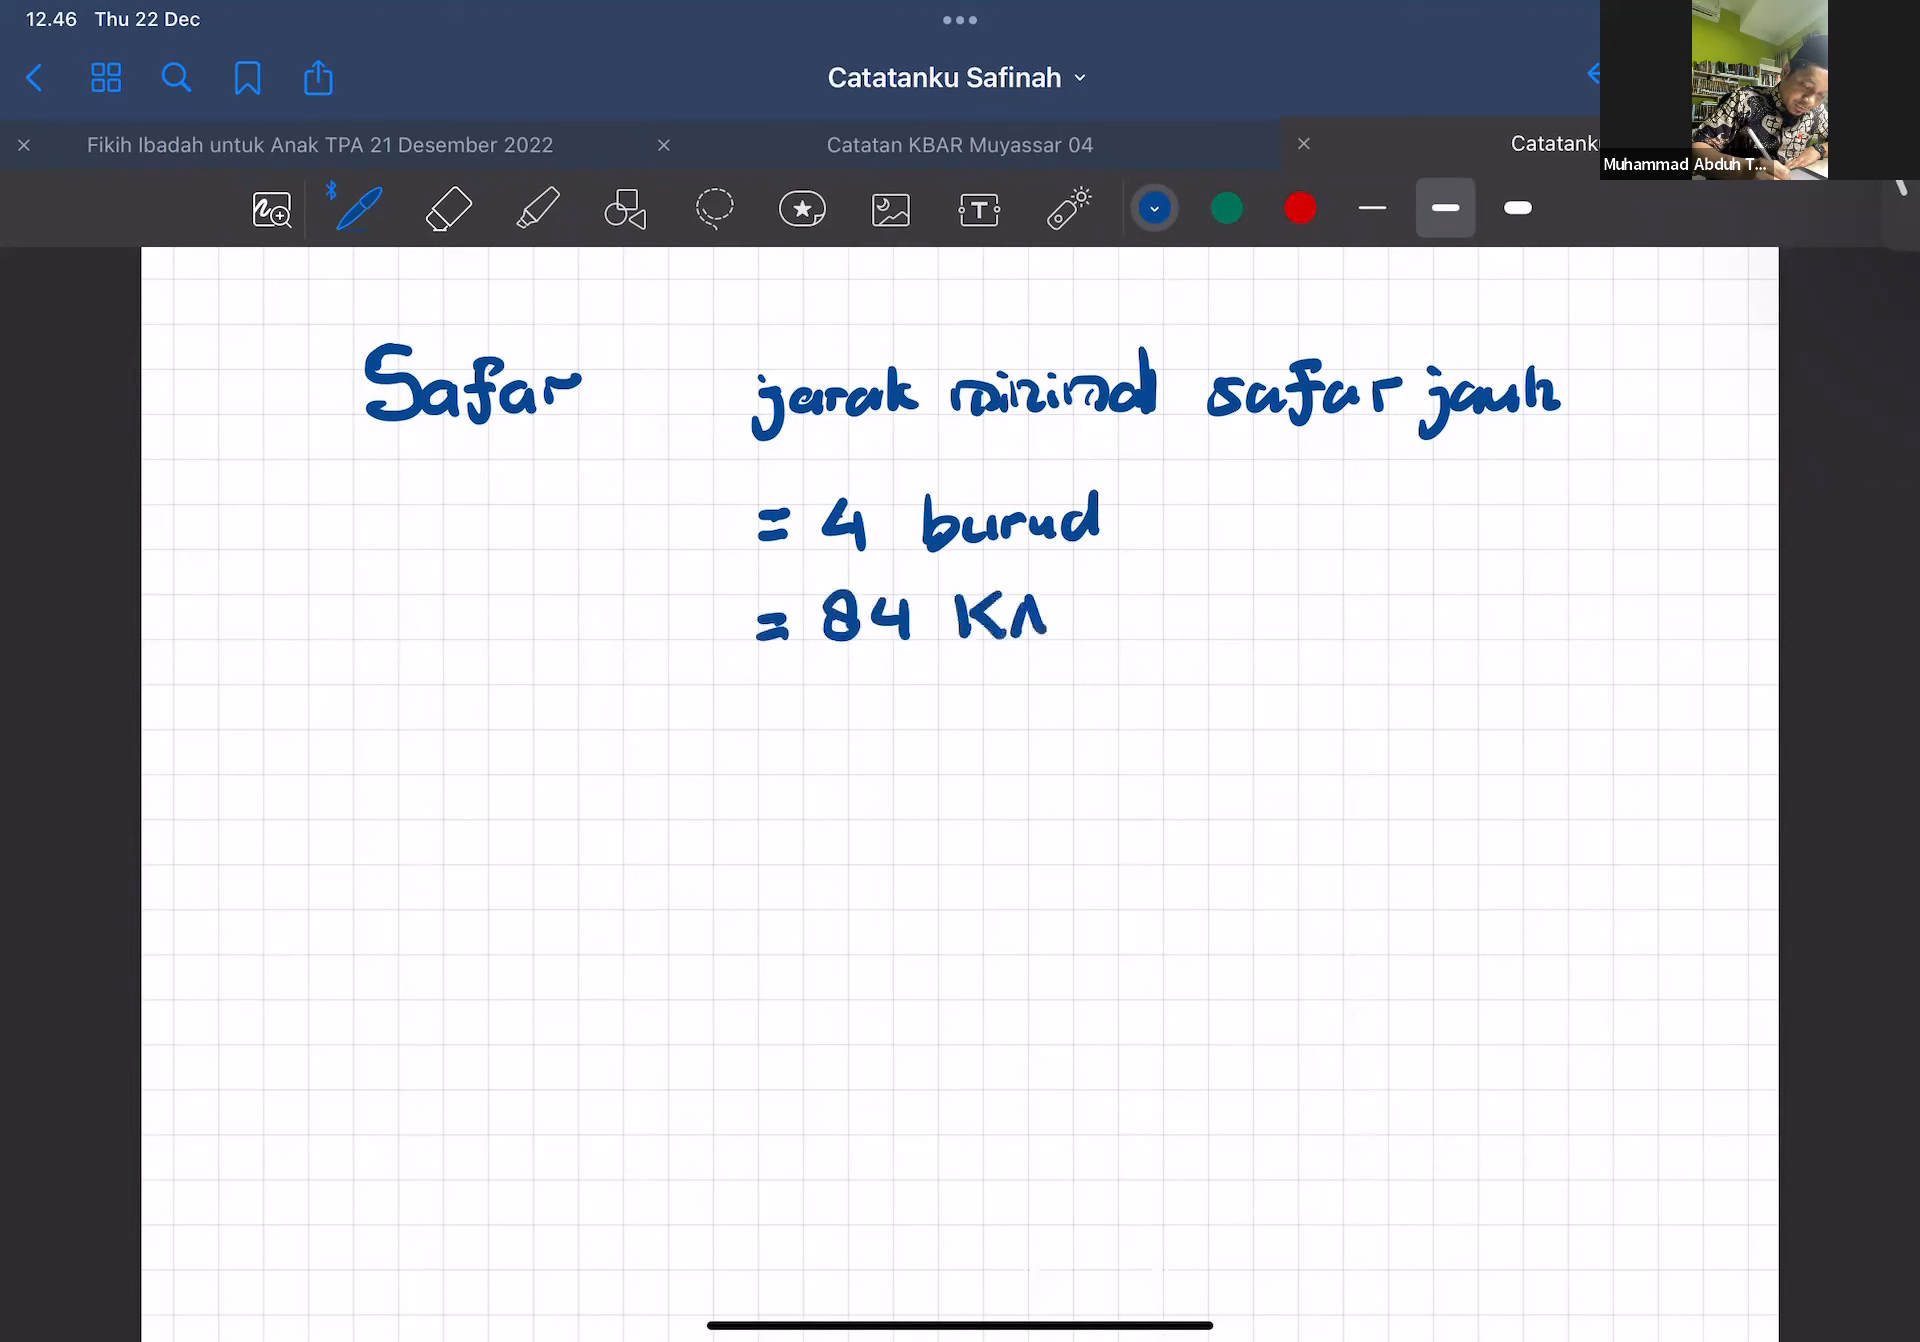 12.46 Thu 22 Dec
Catatanku Safinah
Fikih Ibadah untuk Anak TPA 21 Desember 2022
Catatan KBAR Muyassar 04
Catatank
Muhammad Abduh T...
Safar jarak minimal safar jauh
= 4 burud
= 84 KM